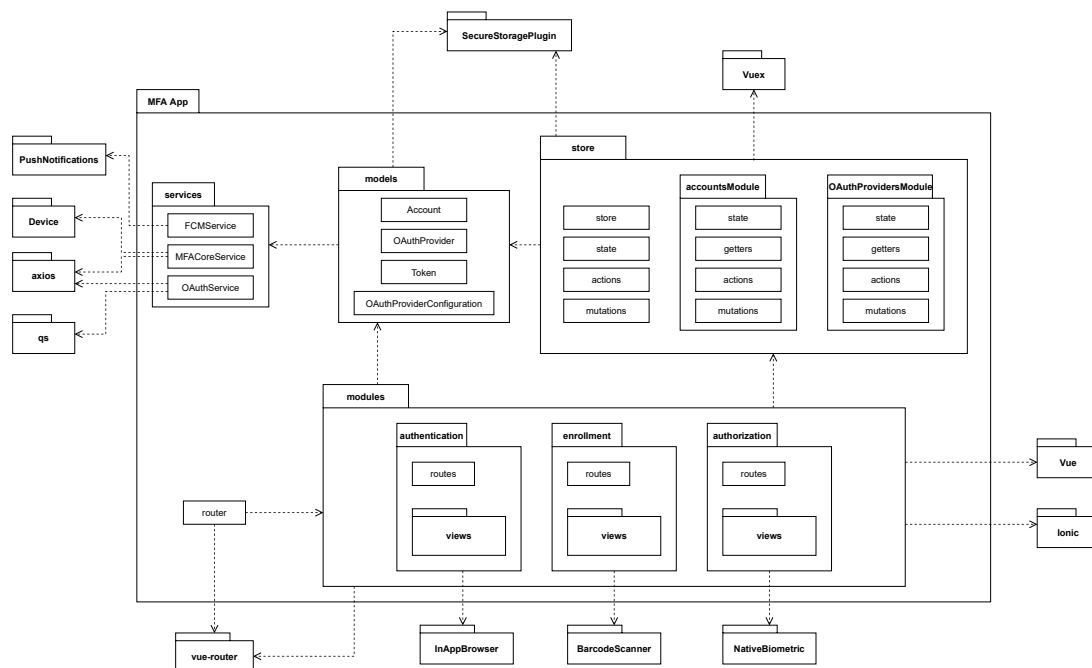 SecureStoragePlugin
Vuex
MFA App
PushNotifications
Device
axios
qs
services
FCMService
MFACoreService
OAuthService
models
Account
OAuthProvider
Token
OAuthProviderConfiguration
store
store
state
actions
mutations
accountsModule
state
getters
actions
mutations
OAuthProvidersModule
state
getters
actions
mutations
modules
authentication
routes
views
enrollment
routes
views
authorization
routes
views
router
Vue
Ionic
vue-router
InAppBrowser
BarcodeScanner
NativeBiometric